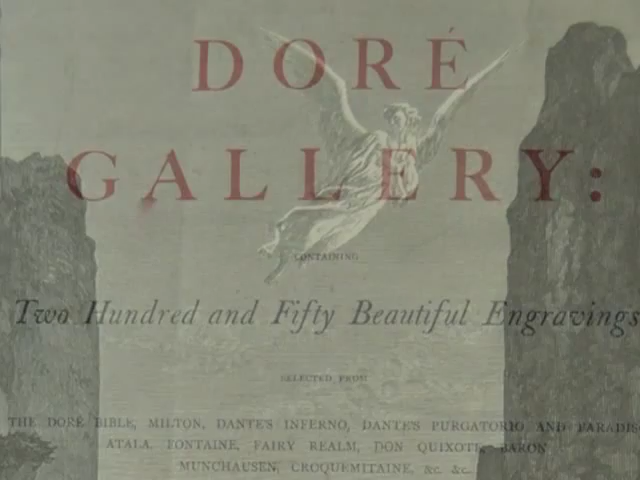 DORÉ
GALLERY:
CONTAINING
Two Hundred and Fifty Beautiful Engravings
SELECTED FROM
THE DORÉ BIBLE, MILTON, DANTE'S INFERNO, DANTE'S PURGATORIO AND PARADISO
ATALA, FONTAINE, FAIRY REALM, DON QUIXOTE, BARON
MUNCHAUSEN, CROQUEMITAINE, &c. &c.